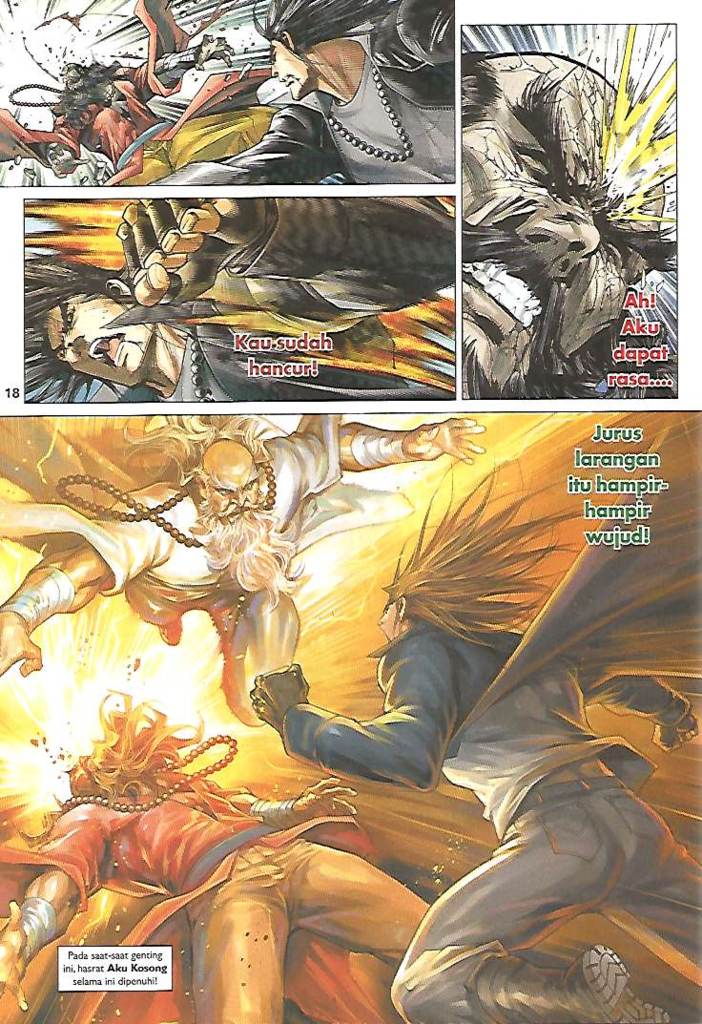 Ah!
Aku
dapat
rasa....
Kau sudah
hancur!
18
Jurus
larangan
itu hampir-
hampir
wujud!
Pada saat-saat genting
ini, hasrat Aku Kosong
selama ini dipenuhi!